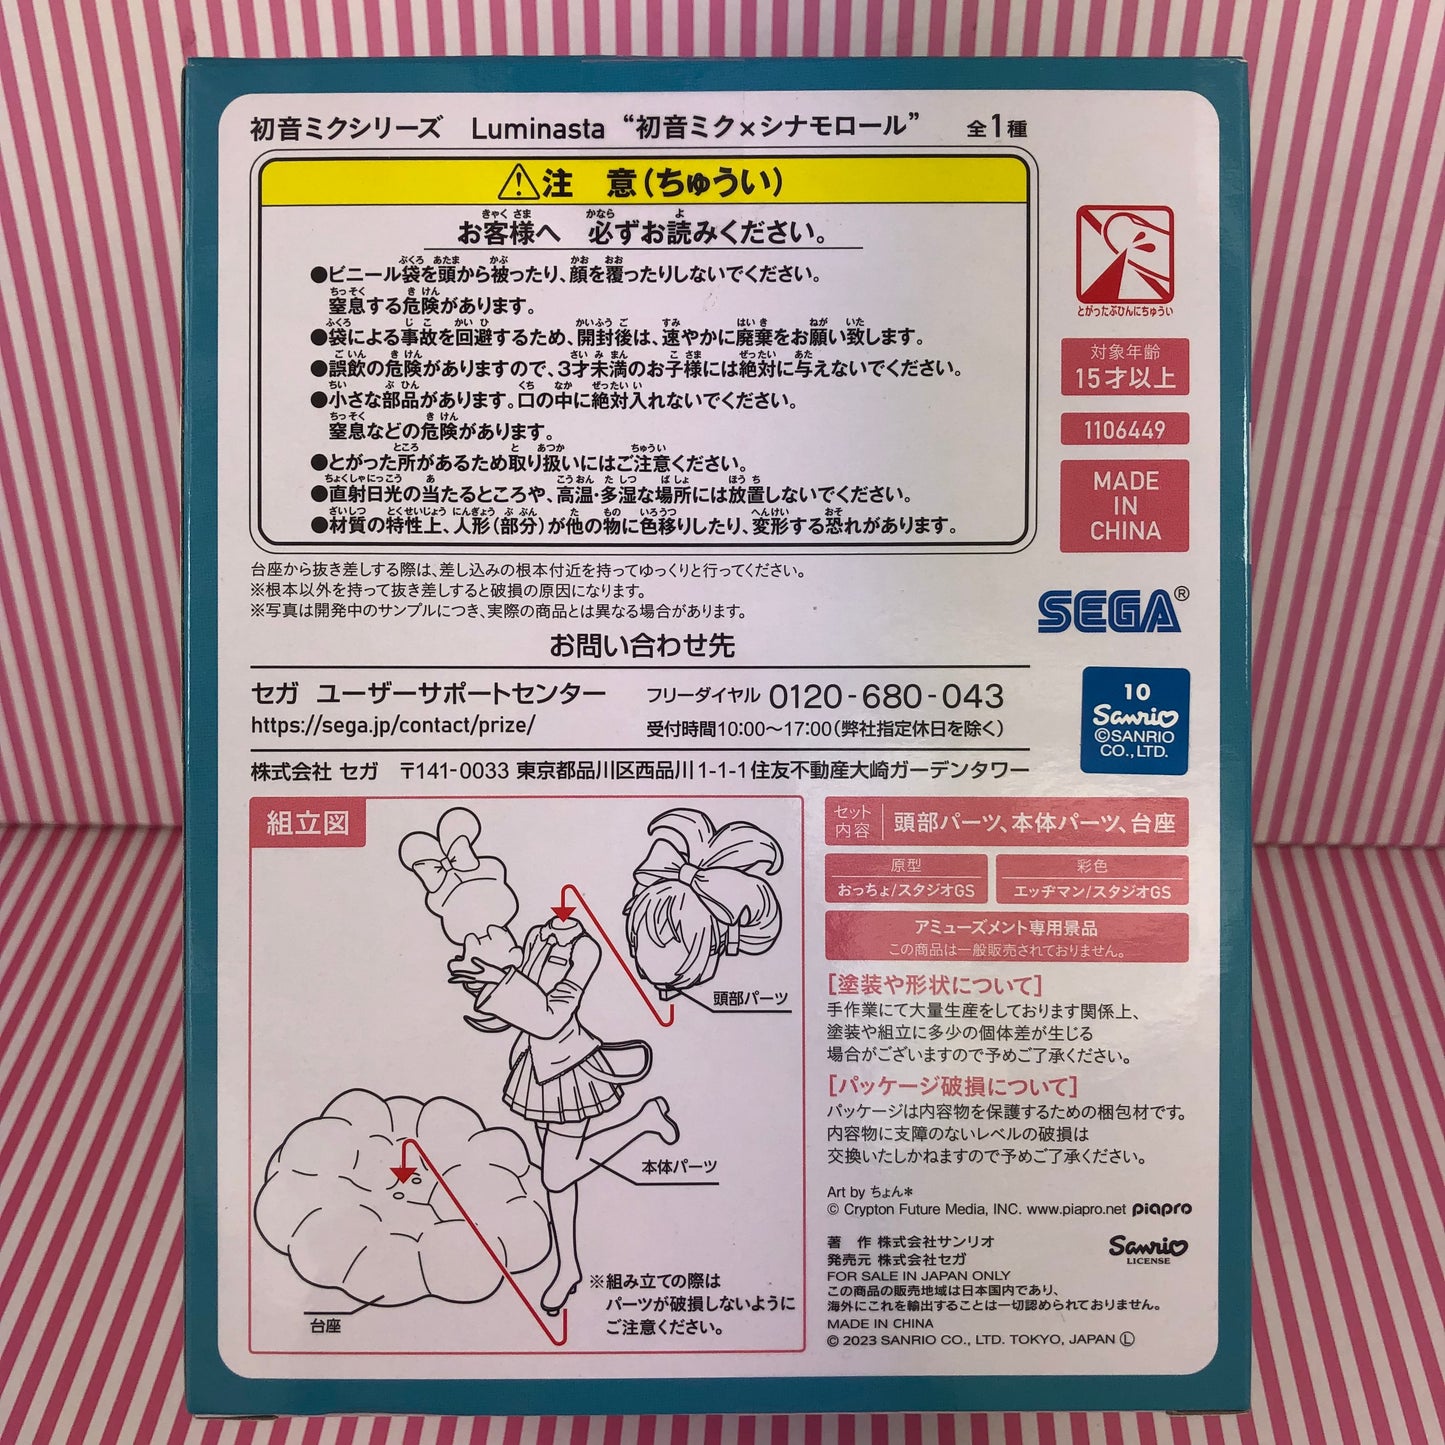 初音ミクシリーズ Luminasta “初音ミク×シナモロール” 全1種
注 意(ちゅうい)
お客様へ 必ずお読みください。
●ビニール袋を頭から被ったり、顔を覆ったりしないでください。
窒息する危険があります。
●袋による事故を回避するため、開封後は、速やかに廃棄をお願い致します。
●誤飲の危険がありますので、3才未満のお子様には絶対に与えないでください。
●小さな部品があります。口の中に絶対入れないでください。
窒息などの危険があります。
●とがった所があるため取り扱いにはご注意ください。
●直射日光の当たるところや、高温・多湿な場所には放置しないでください。
●材質の特性上、人形(部分)が他の物に色移りしたり、変形する恐れがあります。
とがったぶひんにちゅうい
対象年齢
15才以上
1106449
MADE
IN
CHINA
台座から抜き差しする際は、差し込みの根本付近を持ってゆっくりと行ってください。
※根本以外を持って抜き差しすると破損の原因になります。
※写真は開発中のサンプルにつき、実際の商品とは異なる場合があります。
SEGA®
お問い合わせ先
セガ ユーザーサポートセンター フリーダイヤル 0120-680-043
https://sega.jp/contact/prize/ 受付時間10:00〜17:00(弊社指定休日を除く)
株式会社 セガ 〒141-0033 東京都品川区西品川1-1-1住友不動産大崎ガーデンタワー
10
Sanrio
©SANRIO
CO.,LTD.
組立図
頭部パーツ
本体パーツ
台座
※組み立ての際は
パーツが破損しないように
ご注意ください。
セット内容 頭部パーツ、本体パーツ、台座
原型
おっちょ/スタジオGS
彩色
エッヂマン/スタジオGS
アミューズメント専用景品
この商品は一般販売されておりません。
[塗装や形状について]
手作業にて大量生産をしております関係上、
塗装や組立に多少の個体差が生じる
場合がございますので予めご了承ください。
[パッケージ破損について]
パッケージは内容物を保護するための梱包材です。
内容物に支障のないレベルの破損は
交換いたしかねますので予めご了承ください。
Art by ちょん*
© Crypton Future Media, INC. www.piapro.net piapro
著 作 株式会社サンリオ
発売元 株式会社セガ
Sanrio
LICENSE
FOR SALE IN JAPAN ONLY
この商品の販売地域は日本国内であり、
海外にこれを輸出することは一切認められておりません。
MADE IN CHINA
© 2023 SANRIO CO., LTD. TOKYO, JAPAN Ⓛ